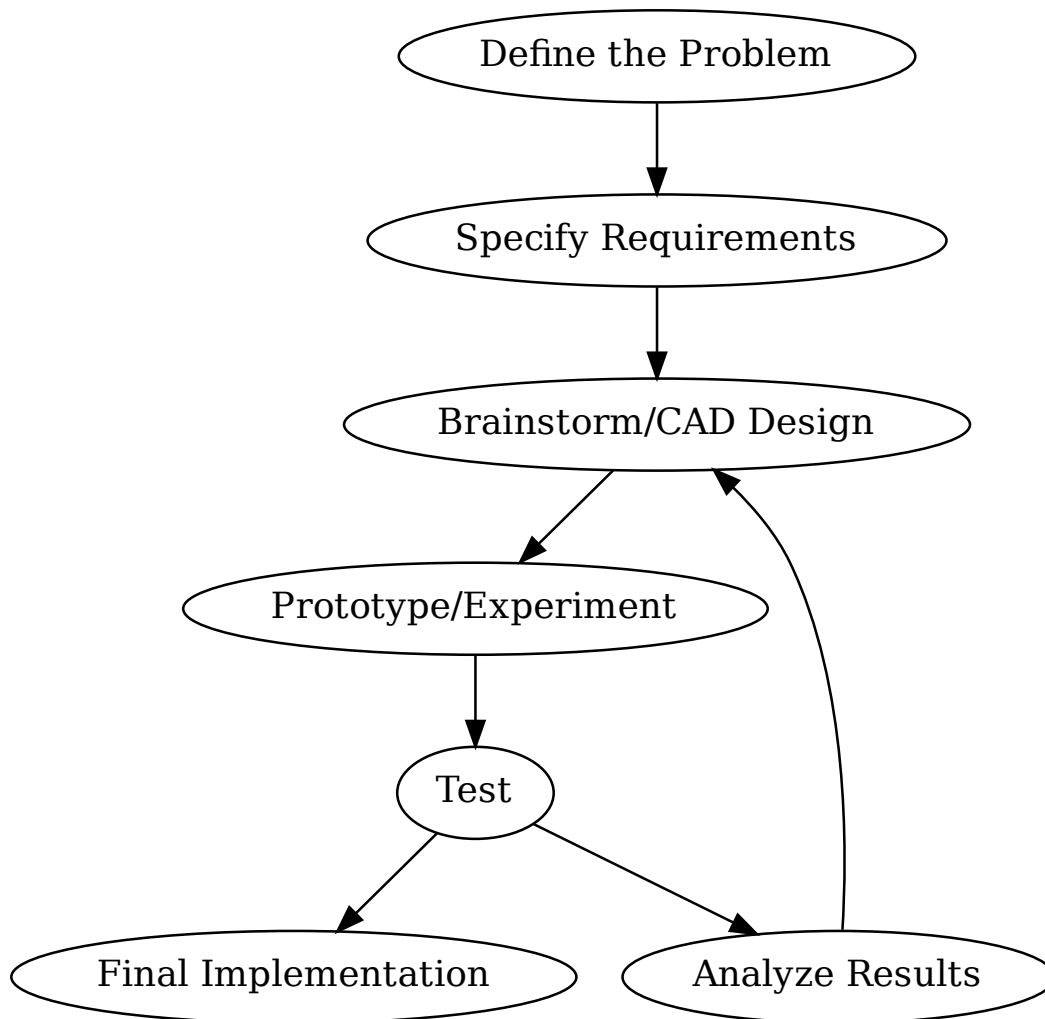 Define the Problem
Specify Requirements
Brainstorm/CAD Design
Prototype/Experiment
Test
Final Implementation
Analyze Results